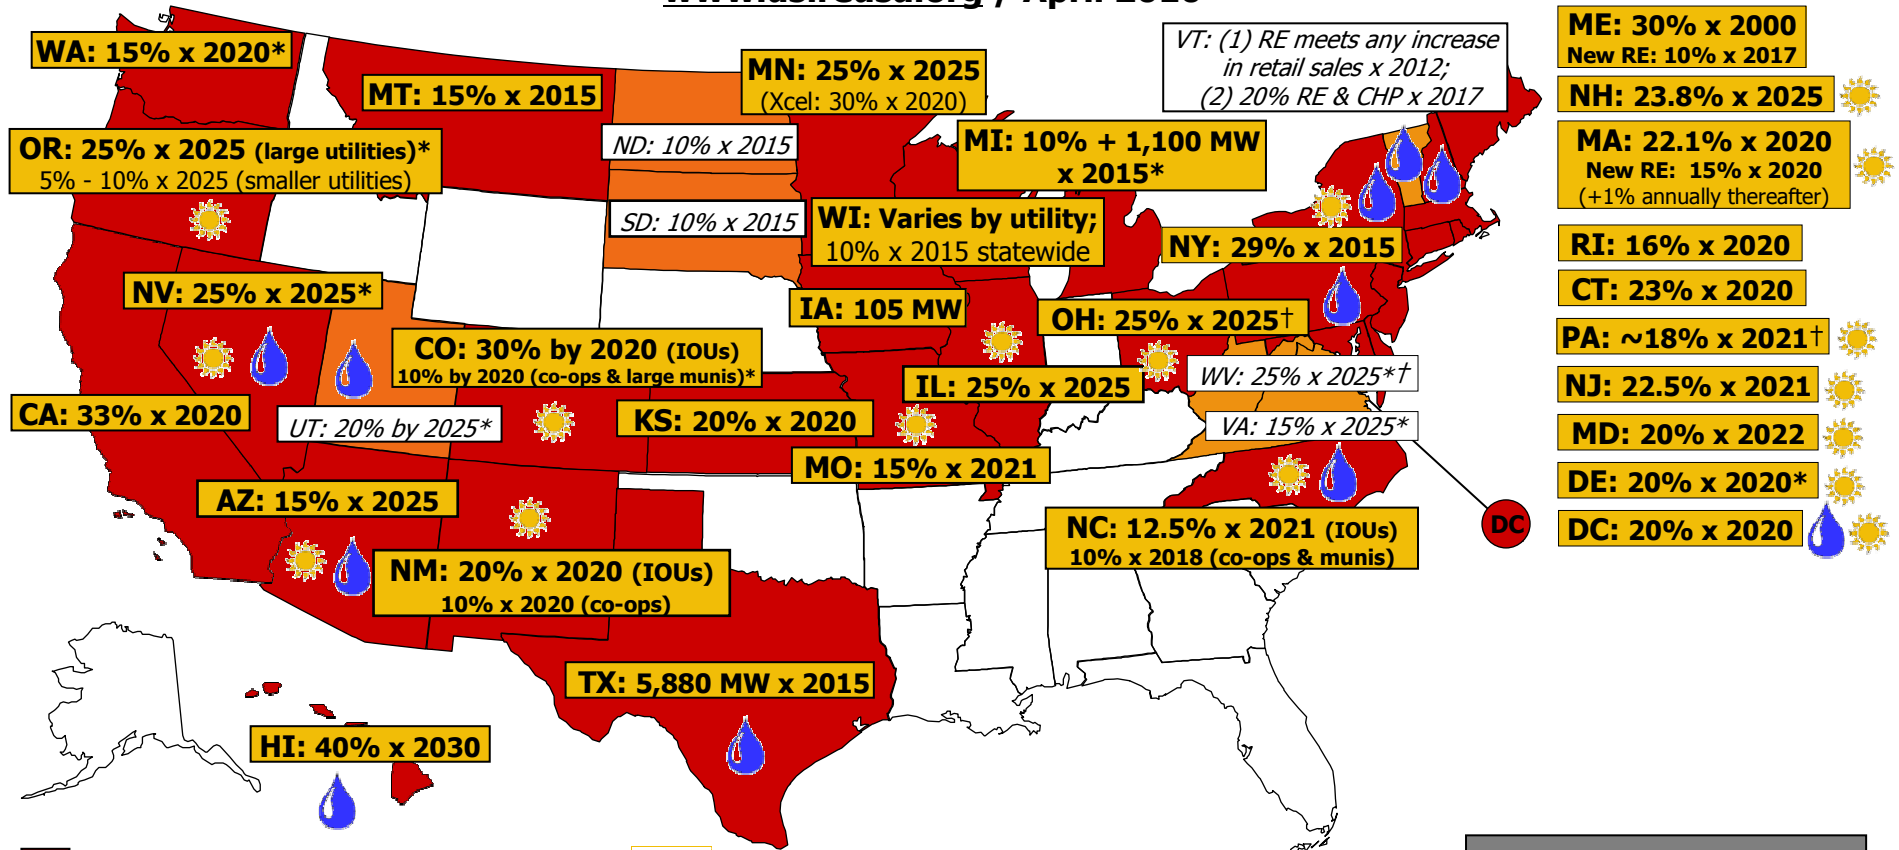 WA: 15% x 2020*
MT: 15% x 2015
MN: 25% x 2025
(Xcel: 30% x 2020)
VT: (1) RE meets any increase
in retail sales x 2012;
(2) 20% RE & CHP x 2017
ME: 30% x 2000
New RE: 10% x 2017
NH: 23.8% x 2025
OR: 25% x 2025 (large utilities)*
5% - 10% x 2025 (smaller utilities)
ND: 10% x 2015
MI: 10% + 1,100 MW
x 2015*
MA: 22.1% x 2020
New RE: 15% x 2020
(+1% annually thereafter)
SD: 10% x 2015
WI: Varies by utility;
10% x 2015 statewide
NY: 29% x 2015
RI: 16% x 2020
NV: 25% x 2025*
IA: 105 MW
OH: 25% x 2025†
CT: 23% x 2020
CO: 30% by 2020 (IOUs)
10% by 2020 (co-ops & large munis)*
PA: ~18% x 2021†
WV: 25% x 2025*†
IL: 25% x 2025
NJ: 22.5% x 2021
CA: 33% x 2020
UT: 20% by 2025*
KS: 20% x 2020
VA: 15% x 2025*
MD: 20% x 2022
MO: 15% x 2021
DE: 20% x 2020*
AZ: 15% x 2025
DC
NC: 12.5% x 2021 (IOUs)
10% x 2018 (co-ops & munis)
DC: 20% x 2020
NM: 20% x 2020 (IOUs)
10% x 2020 (co-ops)
TX: 5,880 MW x 2015
HI: 40% x 2030